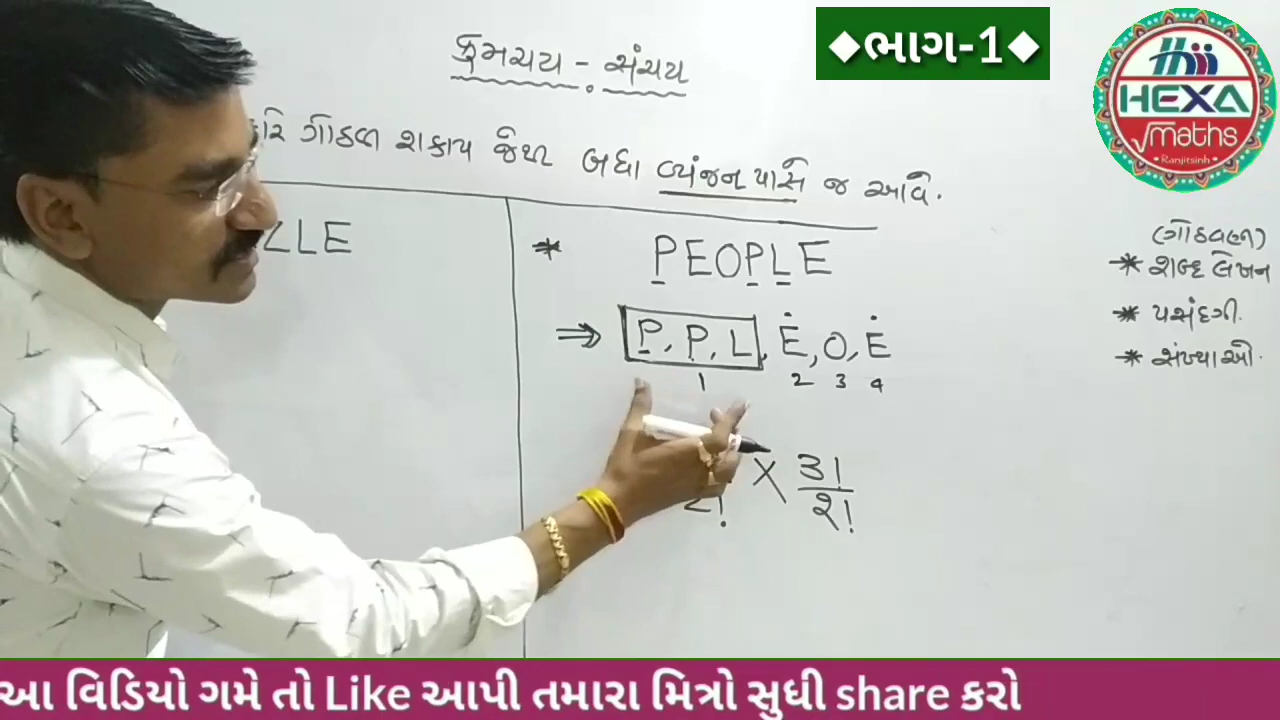 ◆ભાગ-1◆
HEXA
√maths
• Ranjitsinh •
ક્રમચય - સંચય
ગોઠવી શકાય જેથી બધા વ્યંજન પાસે જ આવે.
ZLE
* PEOPLE
⇒ P, P, L, E, O, E
1 2 3 4
2! × 3!/2!
(ગોઠવણી)
* શબ્દ લેખન
* પસંદગી.
* સંખ્યાઓ.
આ વિડિયો ગમે તો Like આપી તમારા મિત્રો સુધી share કરો